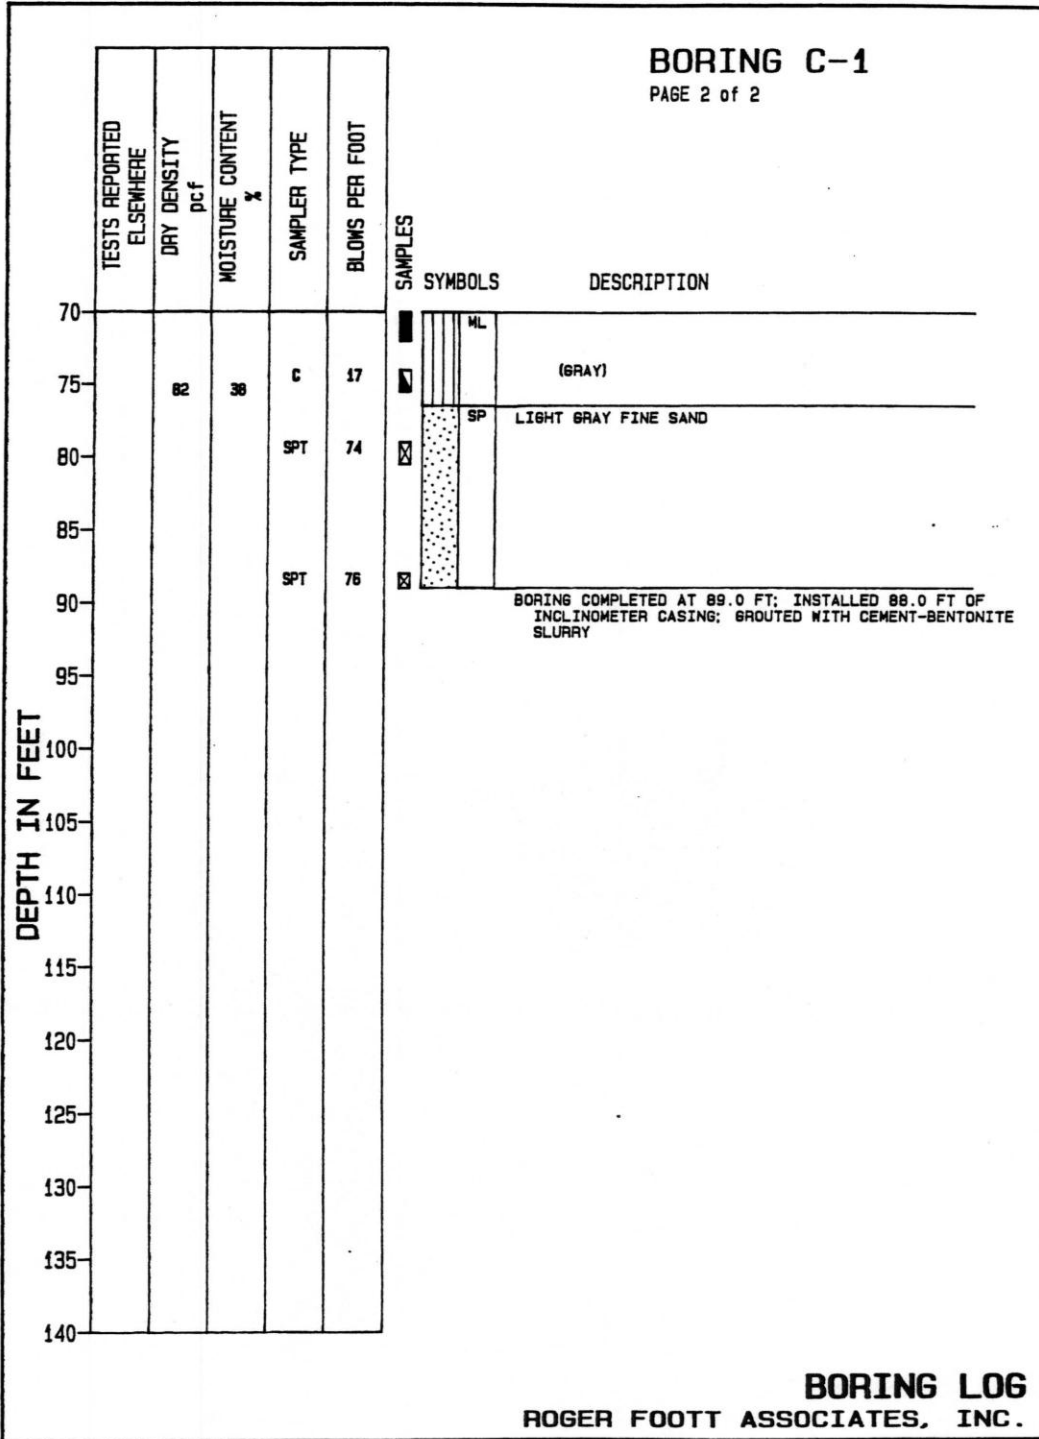 BORING C-1
PAGE 2 of 2
TESTS REPORTED
ELSEWHERE
DRY DENSITY
pcf
MOISTURE CONTENT
%
SAMPLER TYPE
BLOWS PER FOOT
SAMPLES
SYMBOLS
DESCRIPTION
70
ML
75
82
38
C
17
(GRAY)
SP
LIGHT GRAY FINE SAND
80
SPT
74
85
SPT
76
90
BORING COMPLETED AT 89.0 FT; INSTALLED 88.0 FT OF
INCLINOMETER CASING; GROUTED WITH CEMENT-BENTONITE
SLURRY
95
DEPTH IN FEET
100
105
110
115
120
125
130
135
140
BORING LOG
ROGER FOOTT ASSOCIATES, INC.